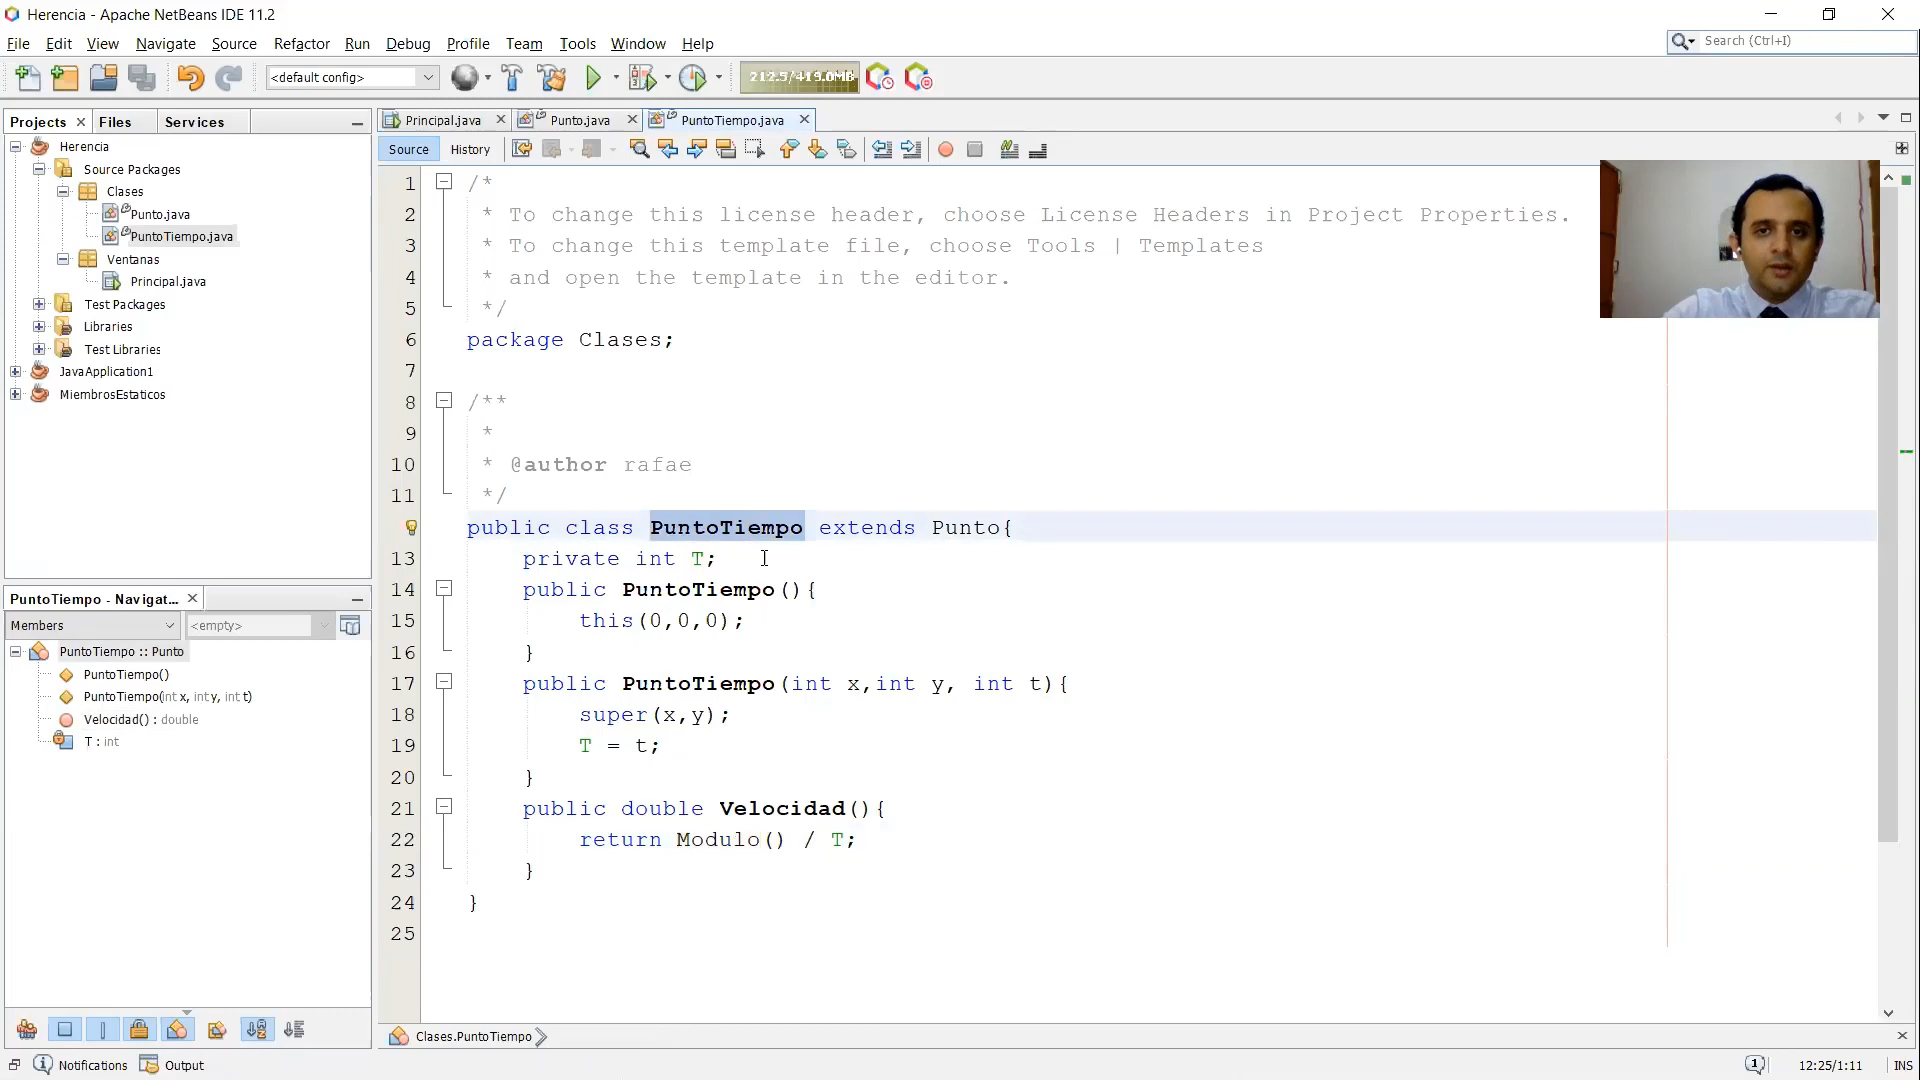 Herencia - Apache NetBeans IDE 11.2
File Edit View Navigate Source Refactor Run Debug Profile Team Tools Window Help
Search (Ctrl+I)
<default config>
212.5/419.0MB
Projects Files Services
Principal.java Punto.java PuntoTiempo.java
Source History
Herencia
Source Packages
Clases
Punto.java
PuntoTiempo.java
Ventanas
Principal.java
Test Packages
Libraries
Test Libraries
JavaApplication1
MiembrosEstaticos
PuntoTiempo - Navigat...
Members <empty>
PuntoTiempo :: Punto
PuntoTiempo()
PuntoTiempo(int x, int y, int t)
Velocidad() : double
T : int
1 /*
2 * To change this license header, choose License Headers in Project Properties.
3 * To change this template file, choose Tools | Templates
4 * and open the template in the editor.
5 */
6 package Clases;
7
8 /**
9 *
10 * @author rafae
11 */
public class PuntoTiempo extends Punto{
13 private int T;
14 public PuntoTiempo(){
15 this(0,0,0);
16 }
17 public PuntoTiempo(int x,int y, int t){
18 super(x,y);
19 T = t;
20 }
21 public double Velocidad(){
22 return Modulo() / T;
23 }
24 }
25
Clases.PuntoTiempo
Notifications Output
1
12:25/1:11 INS